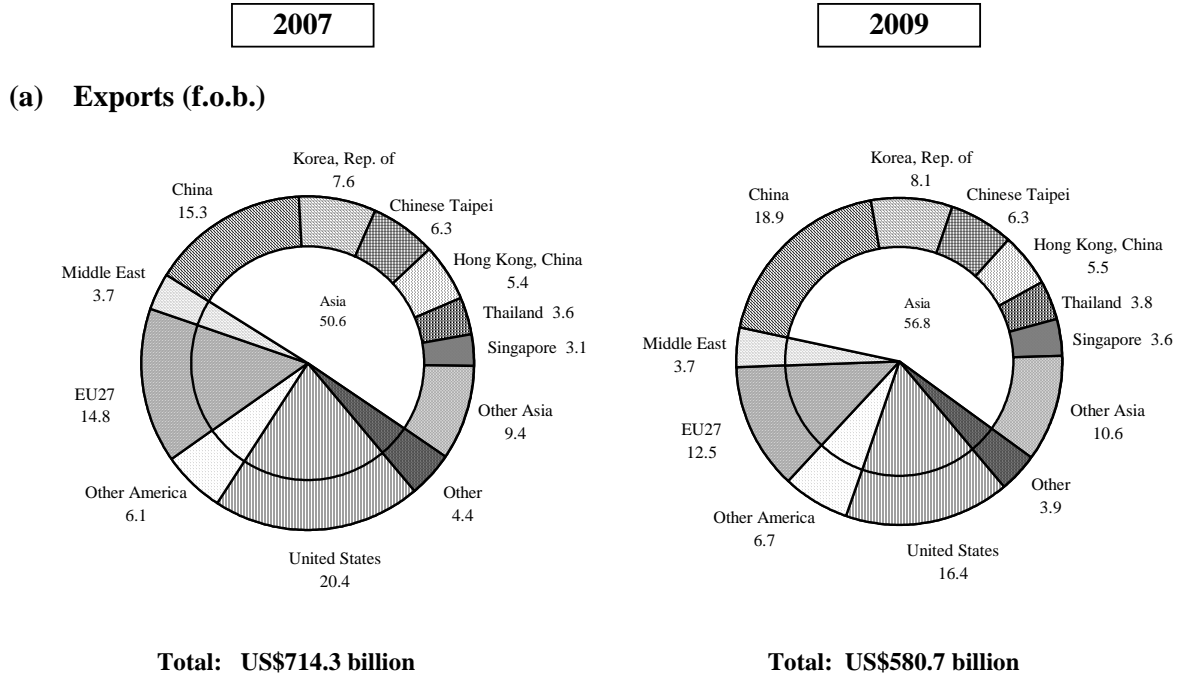 2007
2009
(a) Exports (f.o.b.)
Korea, Rep. of
7.6
China
15.3
Chinese Taipei
6.3
Hong Kong, China
5.4
Middle East
3.7
Asia
50.6
Thailand 3.6
Singapore 3.1
EU27
14.8
Other Asia
9.4
Other America
6.1
Other
4.4
United States
20.4
Total: US$714.3 billion
Korea, Rep. of
8.1
China
18.9
Chinese Taipei
6.3
Hong Kong, China
5.5
Asia
56.8
Thailand 3.8
Middle East
3.7
Singapore 3.6
EU27
12.5
Other Asia
10.6
Other
3.9
Other America
6.7
United States
16.4
Total: US$580.7 billion